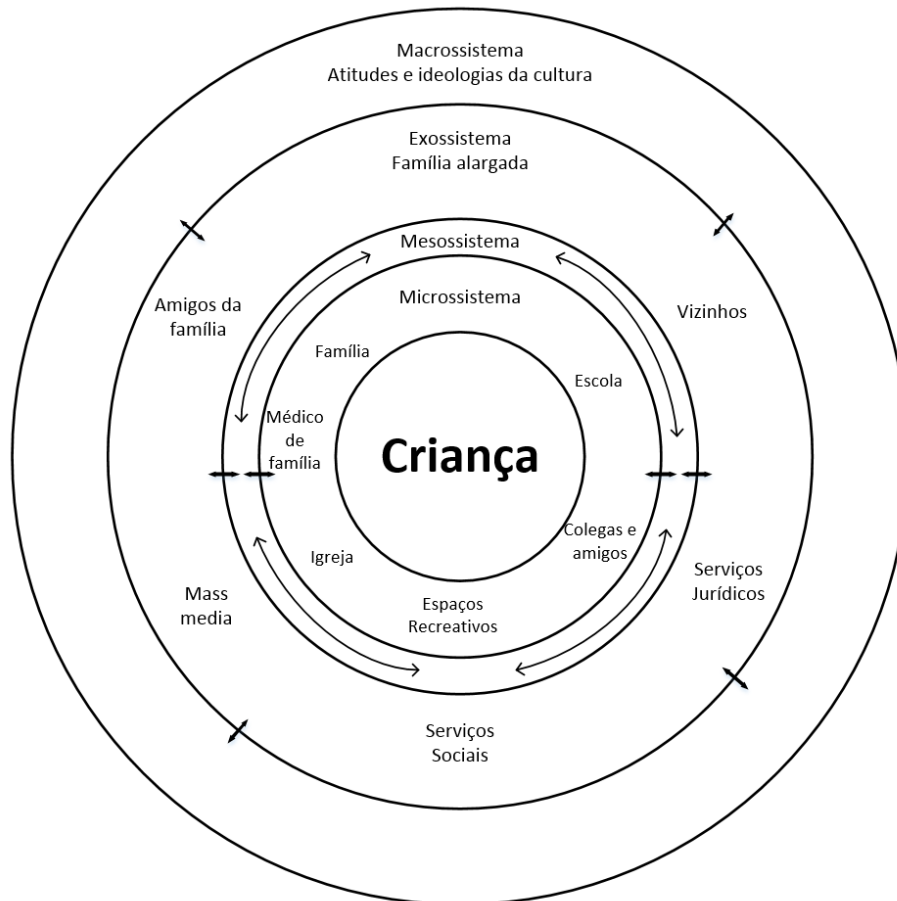 Macrossistema
Atitudes e ideologias da cultura
Exossistema
Família alargada
Mesossistema
Microssistema
Amigos da
família
Vizinhos
Família
Escola
Médico
de
família
Criança
Colegas e
amigos
Igreja
Espaços
Recreativos
Mass
media
Serviços
Jurídicos
Serviços
Sociais